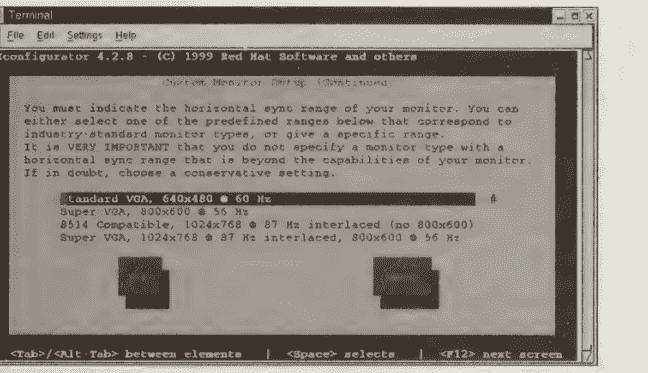 Terminal
File Edit Settings Help
Xconfigurator 4.2.8 - (C) 1999 Red Hat Software and others
Custom Monitor Setup (Continued)
You must indicate the horizontal sync range of your monitor. You can
either select one of the predefined ranges below that correspond to
industry-standard monitor types, or give a specific range.
It is VERY IMPORTANT that you do not specify a monitor type with a
horizontal sync range that is beyond the capabilities of your monitor.
If in doubt, choose a conservative setting.
Standard VGA, 640x480 @ 60 Hz
Super VGA, 800x600 @ 56 Hz
8514 Compatible, 1024x768 @ 87 Hz interlaced (no 800x600)
Super VGA, 1024x768 @ 87 Hz interlaced, 800x600 @ 56 Hz
<Tab>/<Alt-Tab> between elements | <Space> selects | <F12> next screen